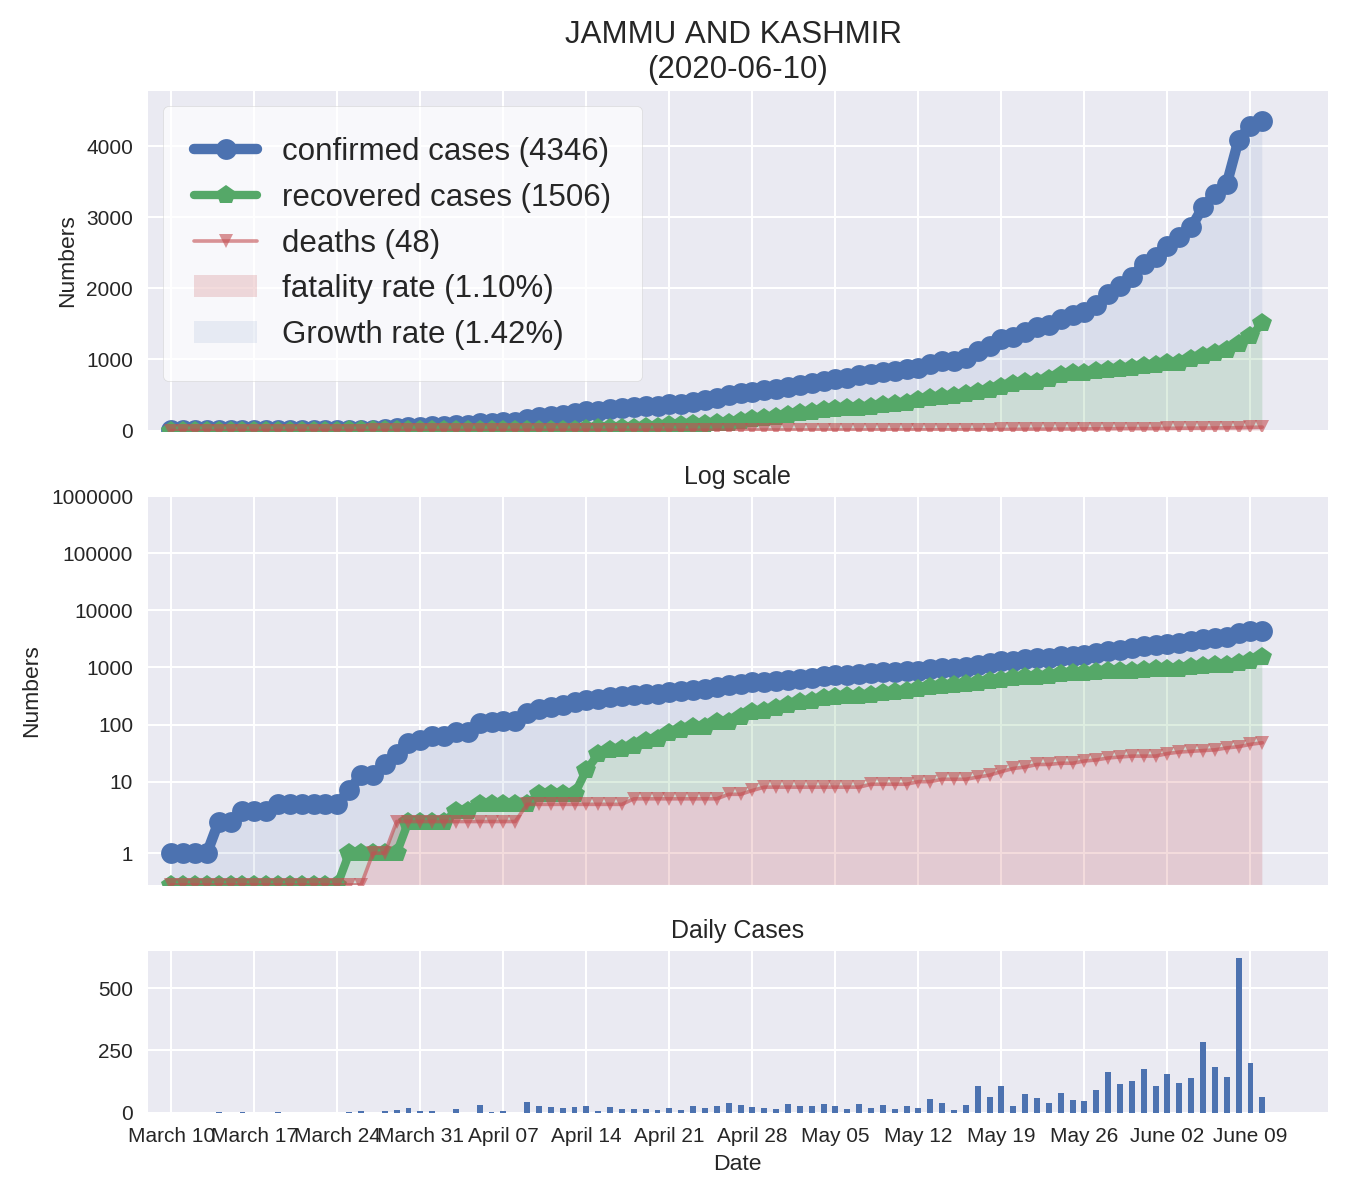 JAMMU AND KASHMIR
(2020-06-10)
confirmed cases (4346)
recovered cases (1506)
deaths (48)
fatality rate (1.10%)
Growth rate (1.42%)
Numbers
4000
3000
2000
1000
0
Log scale
Numbers
1000000
100000
10000
1000
100
10
1
Daily Cases
500
250
0
March 10 March 17 March 24 March 31 April 07 April 14 April 21 April 28 May 05 May 12 May 19 May 26 June 02 June 09
Date